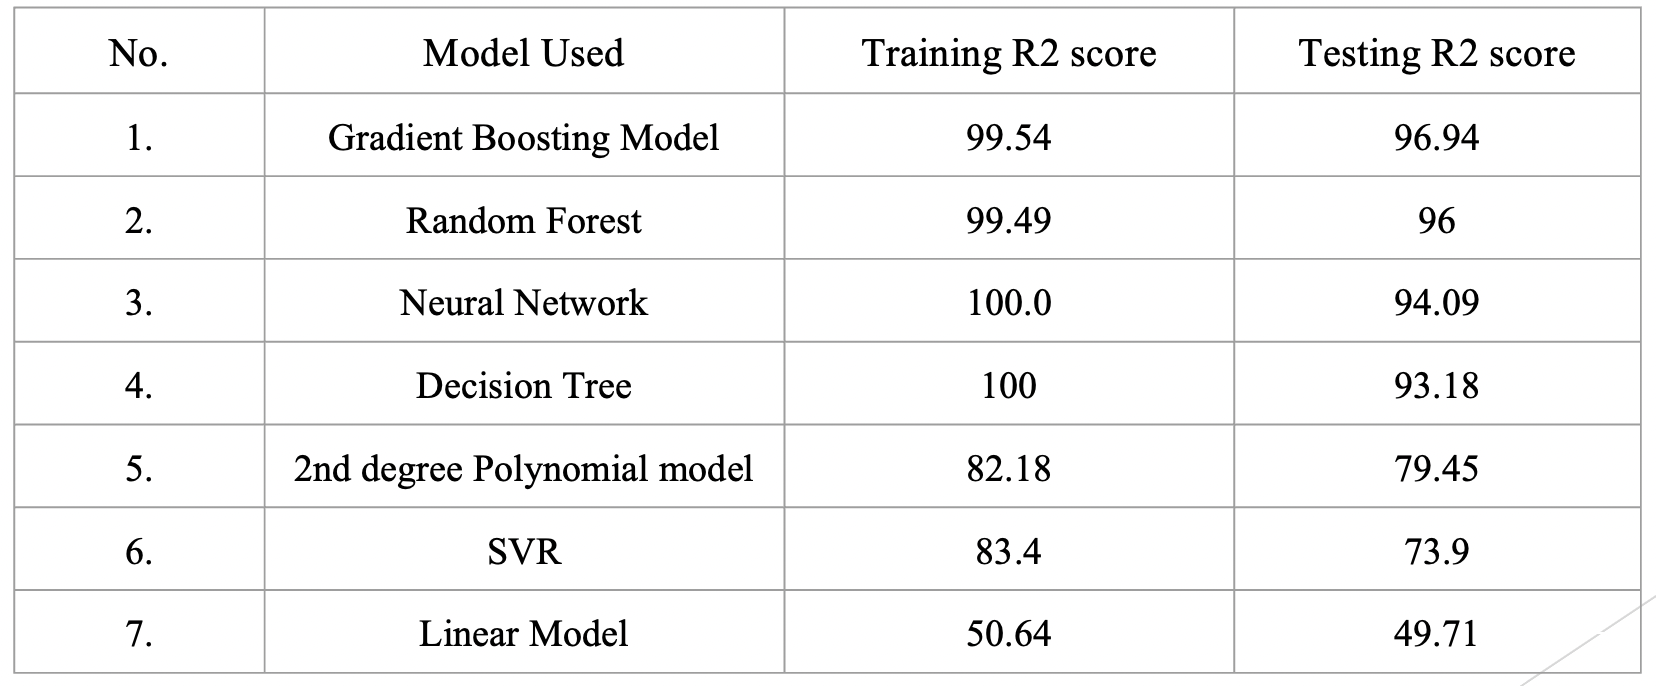 No. Model Used Training R2 score Testing R2 score
1. Gradient Boosting Model 99.54 96.94
2. Random Forest 99.49 96
3. Neural Network 100.0 94.09
4. Decision Tree 100 93.18
5. 2nd degree Polynomial model 82.18 79.45
6. SVR 83.4 73.9
7. Linear Model 50.64 49.71